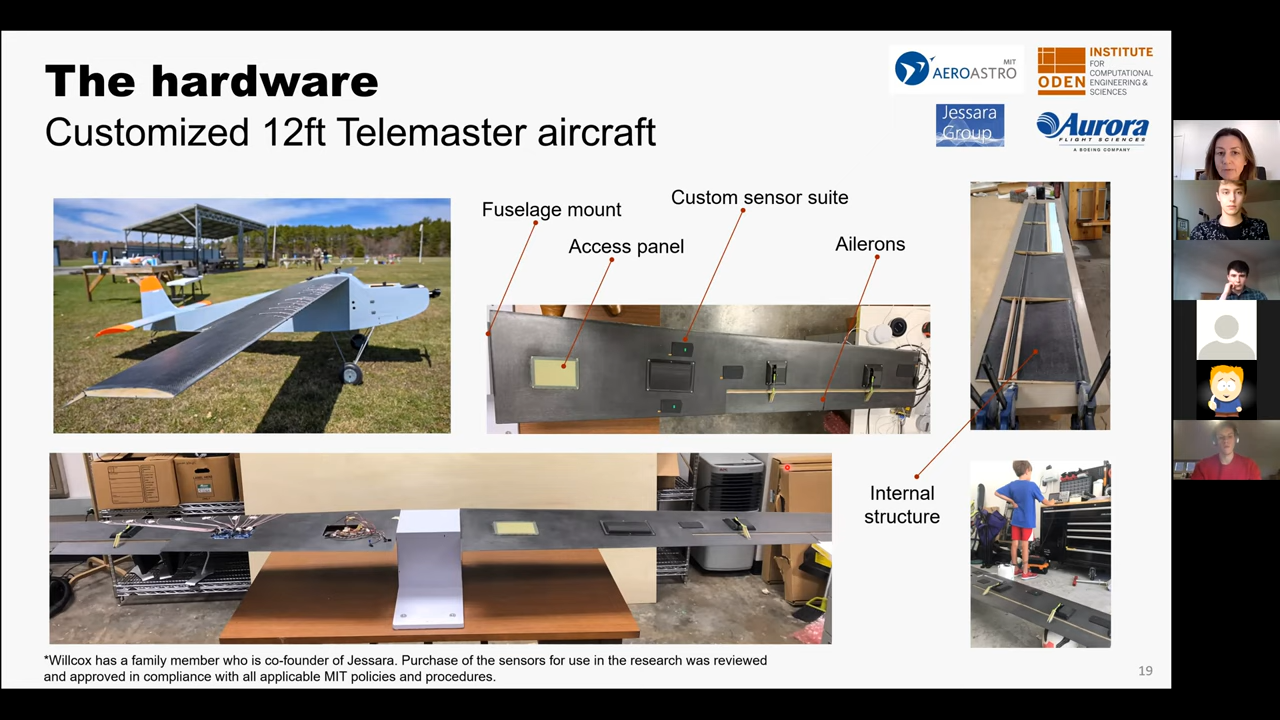 The hardware
Customized 12ft Telemaster aircraft
MIT
AEROASTRO
ODEN
INSTITUTE
FOR
COMPUTATIONAL
ENGINEERING &
SCIENCES
Jessara
Group
Aurora
FLIGHT SCIENCES
A BOEING COMPANY
Fuselage mount
Custom sensor suite
Access panel
Ailerons
Internal
structure
*Willcox has a family member who is co-founder of Jessara. Purchase of the sensors for use in the research was reviewed
and approved in compliance with all applicable MIT policies and procedures.
19